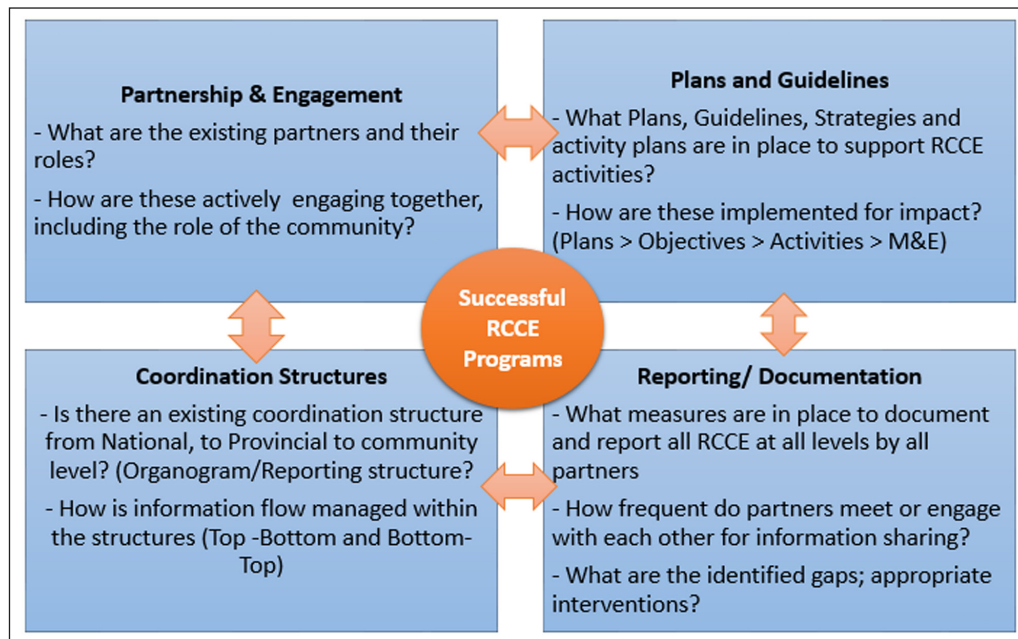 Partnership & Engagement
- What are the existing partners and their
roles?
- How are these actively engaging together,
including the role of the community?
Plans and Guidelines
- What Plans, Guidelines, Strategies and
activity plans are in place to support RCCE
activities?
- How are these implemented for impact?
(Plans > Objectives > Activities > M&E)
Successful
RCCE
Programs
Coordination Structures
- Is there an existing coordination structure
from National, to Provincial to community
level? (Organogram/Reporting structure?
- How is information flow managed within
the structures (Top -Bottom and Bottom-
Top)
Reporting/ Documentation
- What measures are in place to document
and report all RCCE at all levels by all
partners
- How frequent do partners meet or engage
with each other for information sharing?
- What are the identified gaps; appropriate
interventions?